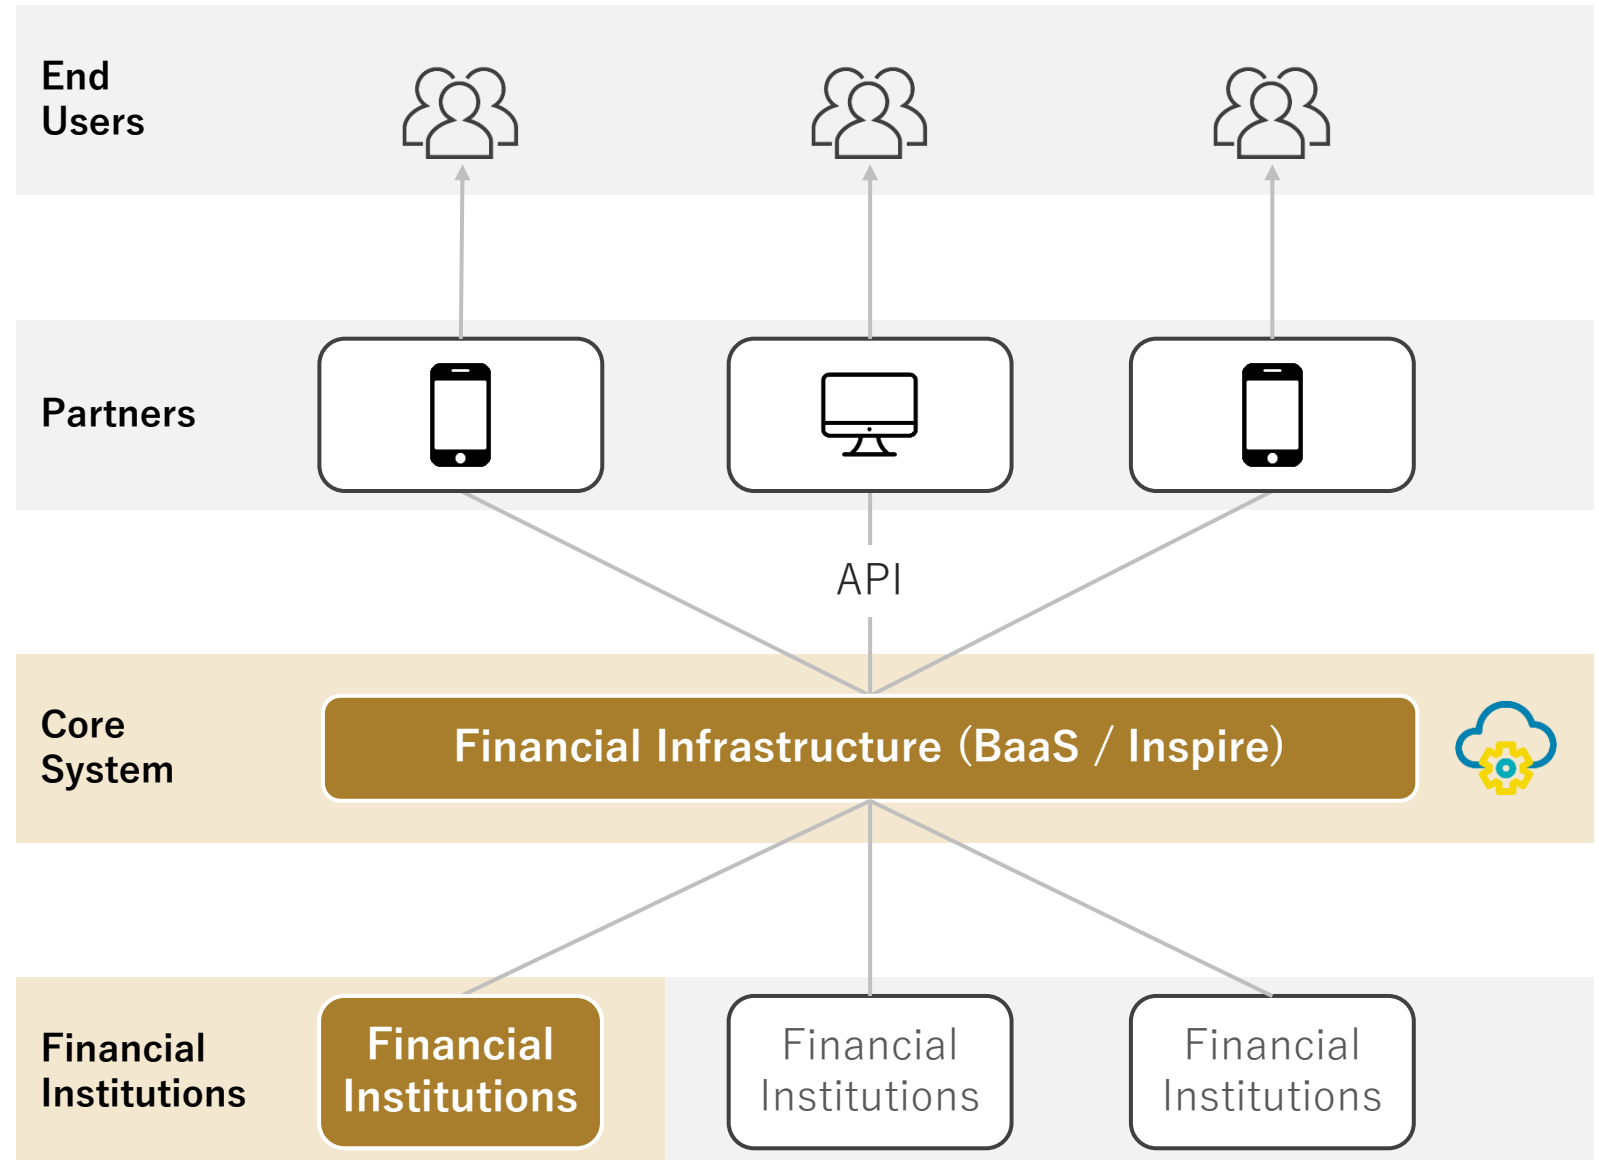 End
Users
Partners
API
Core
System
Financial Infrastructure (BaaS / Inspire)
Financial
Institutions
Financial
Institutions
Financial
Institutions
Financial
Institutions